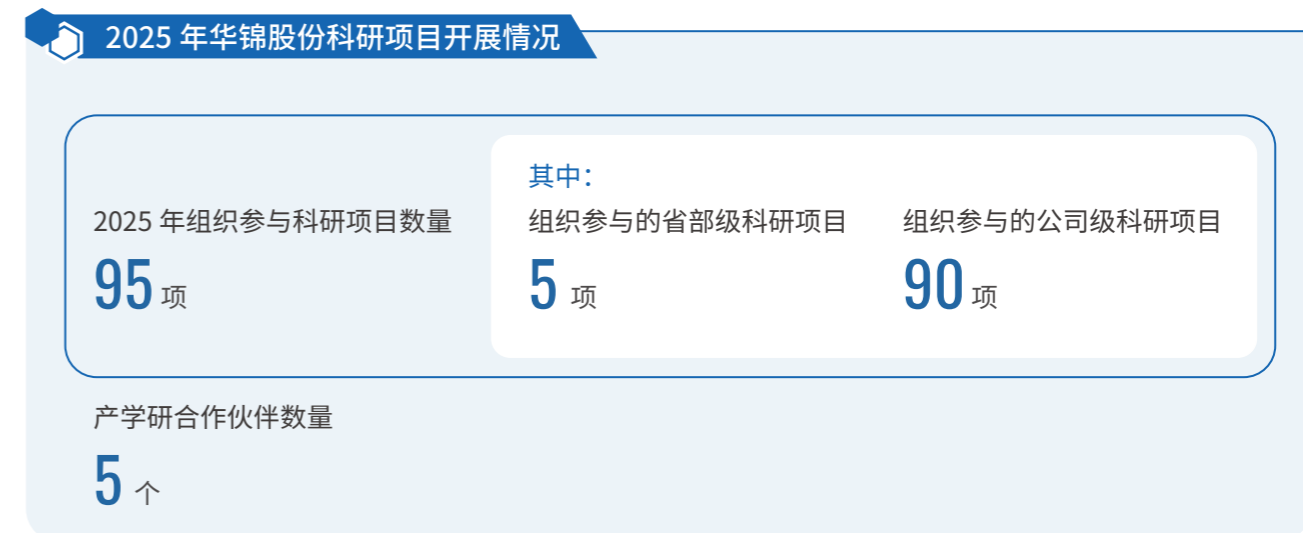 2025 年华锦股份科研项目开展情况
2025 年组织参与科研项目数量
95 项
其中：
组织参与的省部级科研项目
5 项
组织参与的公司级科研项目
90 项
产学研合作伙伴数量
5 个